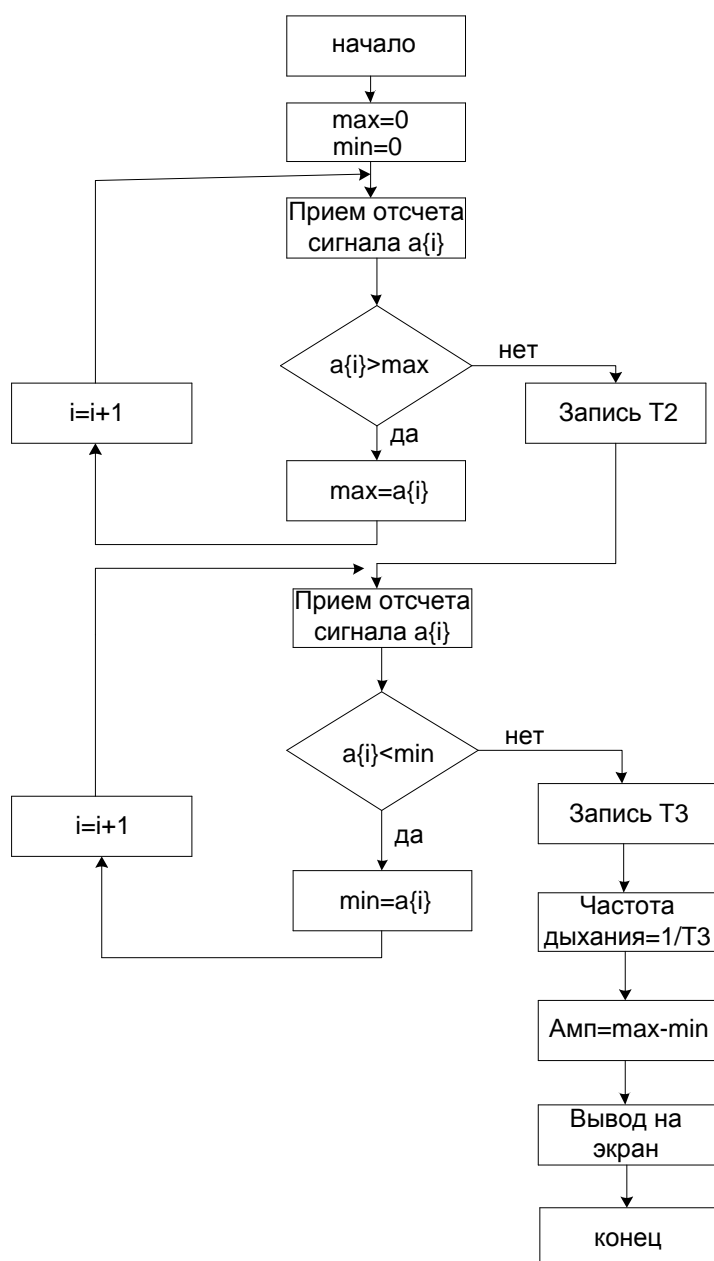 начало
max=0
min=0
Прием отсчета
сигнала a{i}
a{i}>max
нет
i=i+1
Запись T2
да
max=a{i}
Прием отсчета
сигнала a{i}
a{i}<min
нет
i=i+1
Запись T3
да
min=a{i}
Частота
дыхания=1/T3
Амп=max-min
Вывод на
экран
конец